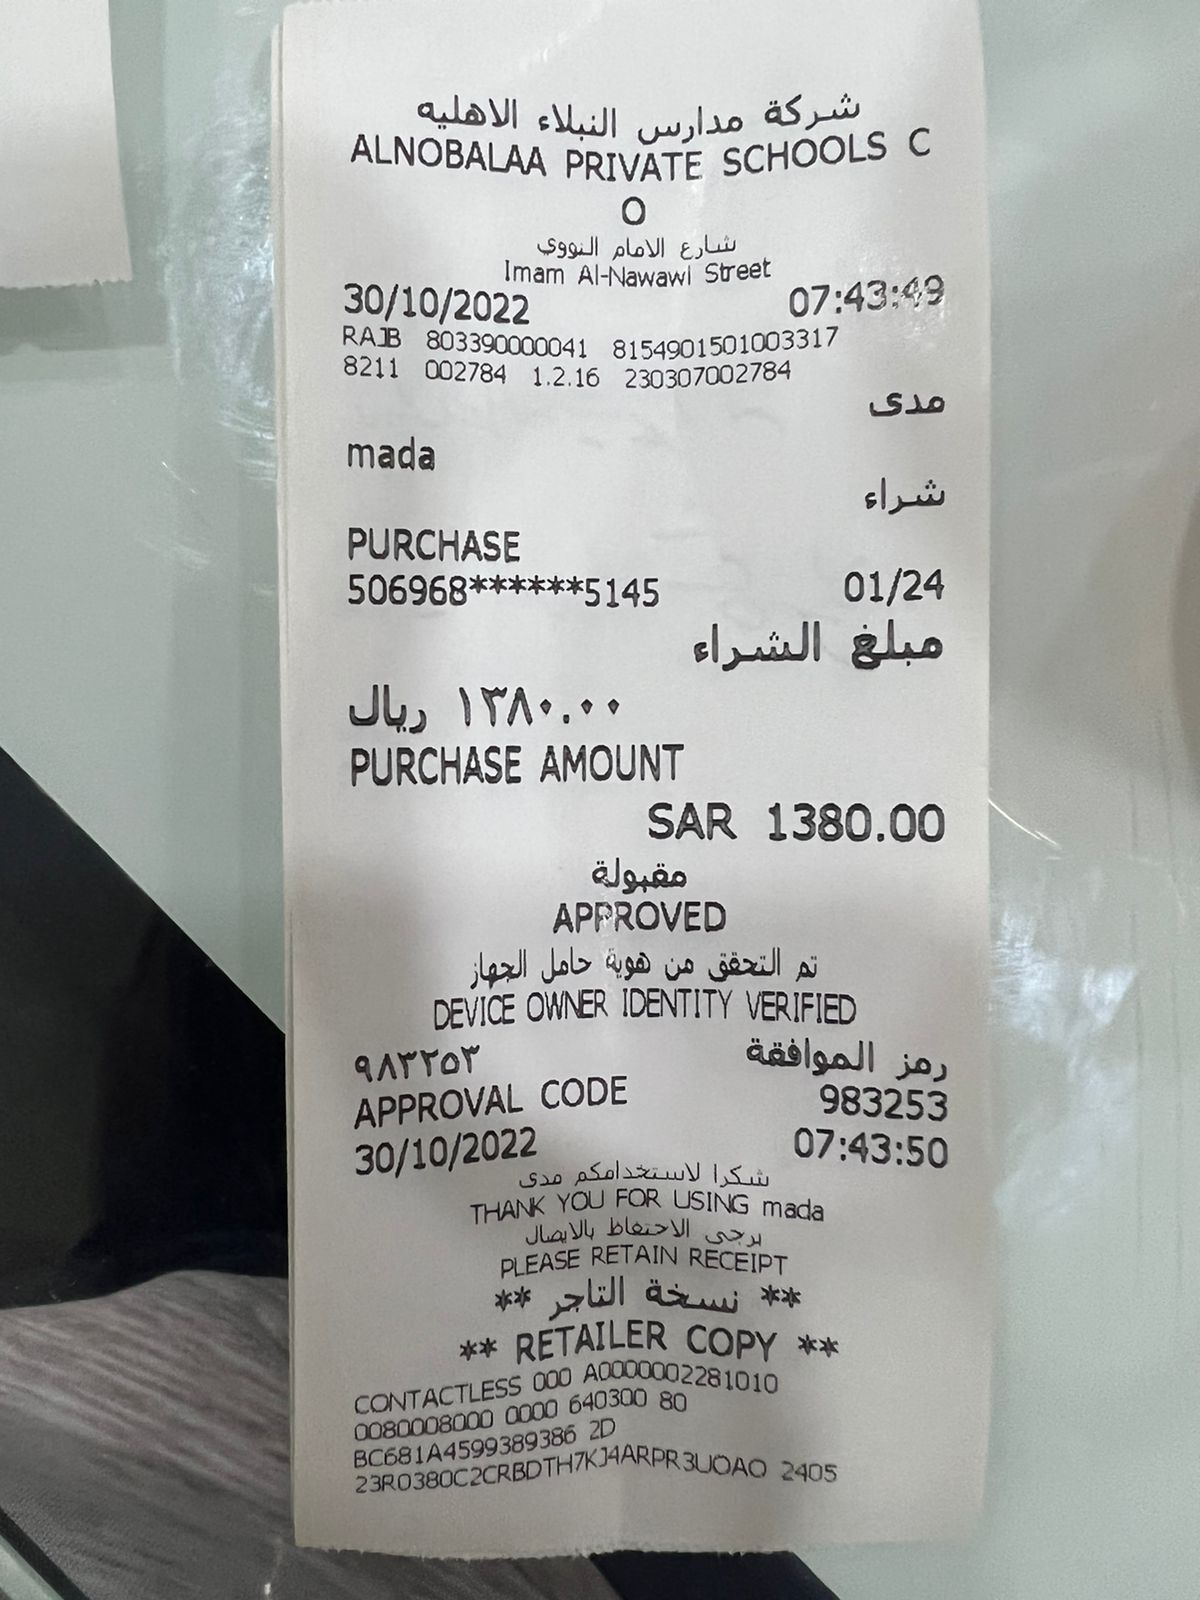 شركة مدارس النبلاء الاهليه
ALNOBALAA PRIVATE SCHOOLS C
O
شارع الامام النووي
Imam Al-Nawawi Street
30/10/2022 07:43:49
RAJB 803390000041 8154901501003317
8211 002784 1.2.16 230307002784
مدى
mada
شراء
PURCHASE
506968******5145 01/24
مبلغ الشراء
١٣٨٠.٠٠ ريال
PURCHASE AMOUNT
SAR 1380.00
مقبولة
APPROVED
تم التحقق من هوية حامل الجهاز
DEVICE OWNER IDENTITY VERIFIED
رمز الموافقة ٩٨٣٢٥٣
APPROVAL CODE 983253
30/10/2022 07:43:50
شكرا لاستخدامكم مدى
THANK YOU FOR USING mada
يرجى الاحتفاظ بالايصال
PLEASE RETAIN RECEIPT
** نسخة التاجر **
** RETAILER COPY **
CONTACTLESS 000 A0000002281010
0080008000 0000 640300 80
BC681A4599389386 2D
23R0380C2CRBDTH7KJ4ARPR3UOAO 2405